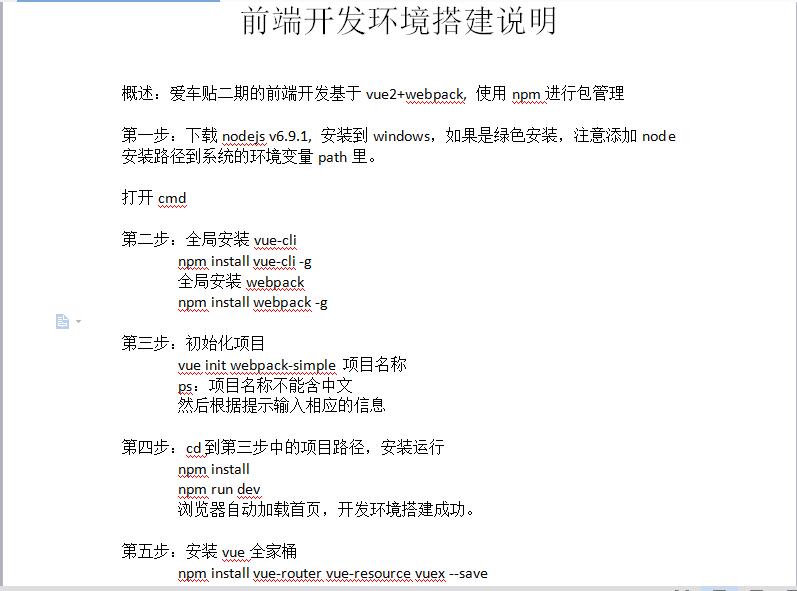 前端开发环境搭建说明
概述：爱车贴二期的前端开发基于 vue2+webpack，使用 npm 进行包管理
第一步：下载 nodejs v6.9.1，安装到 windows，如果是绿色安装，注意添加 node
安装路径到系统的环境变量 path 里。
打开 cmd
第二步：全局安装 vue-cli
npm install vue-cli -g
全局安装 webpack
npm install webpack -g
第三步：初始化项目
vue init webpack-simple 项目名称
ps：项目名称不能含中文
然后根据提示输入相应的信息
第四步：cd 到第三步中的项目路径，安装运行
npm install
npm run dev
浏览器自动加载首页，开发环境搭建成功。
第五步：安装 vue 全家桶
npm install vue-router vue-resource vuex --save